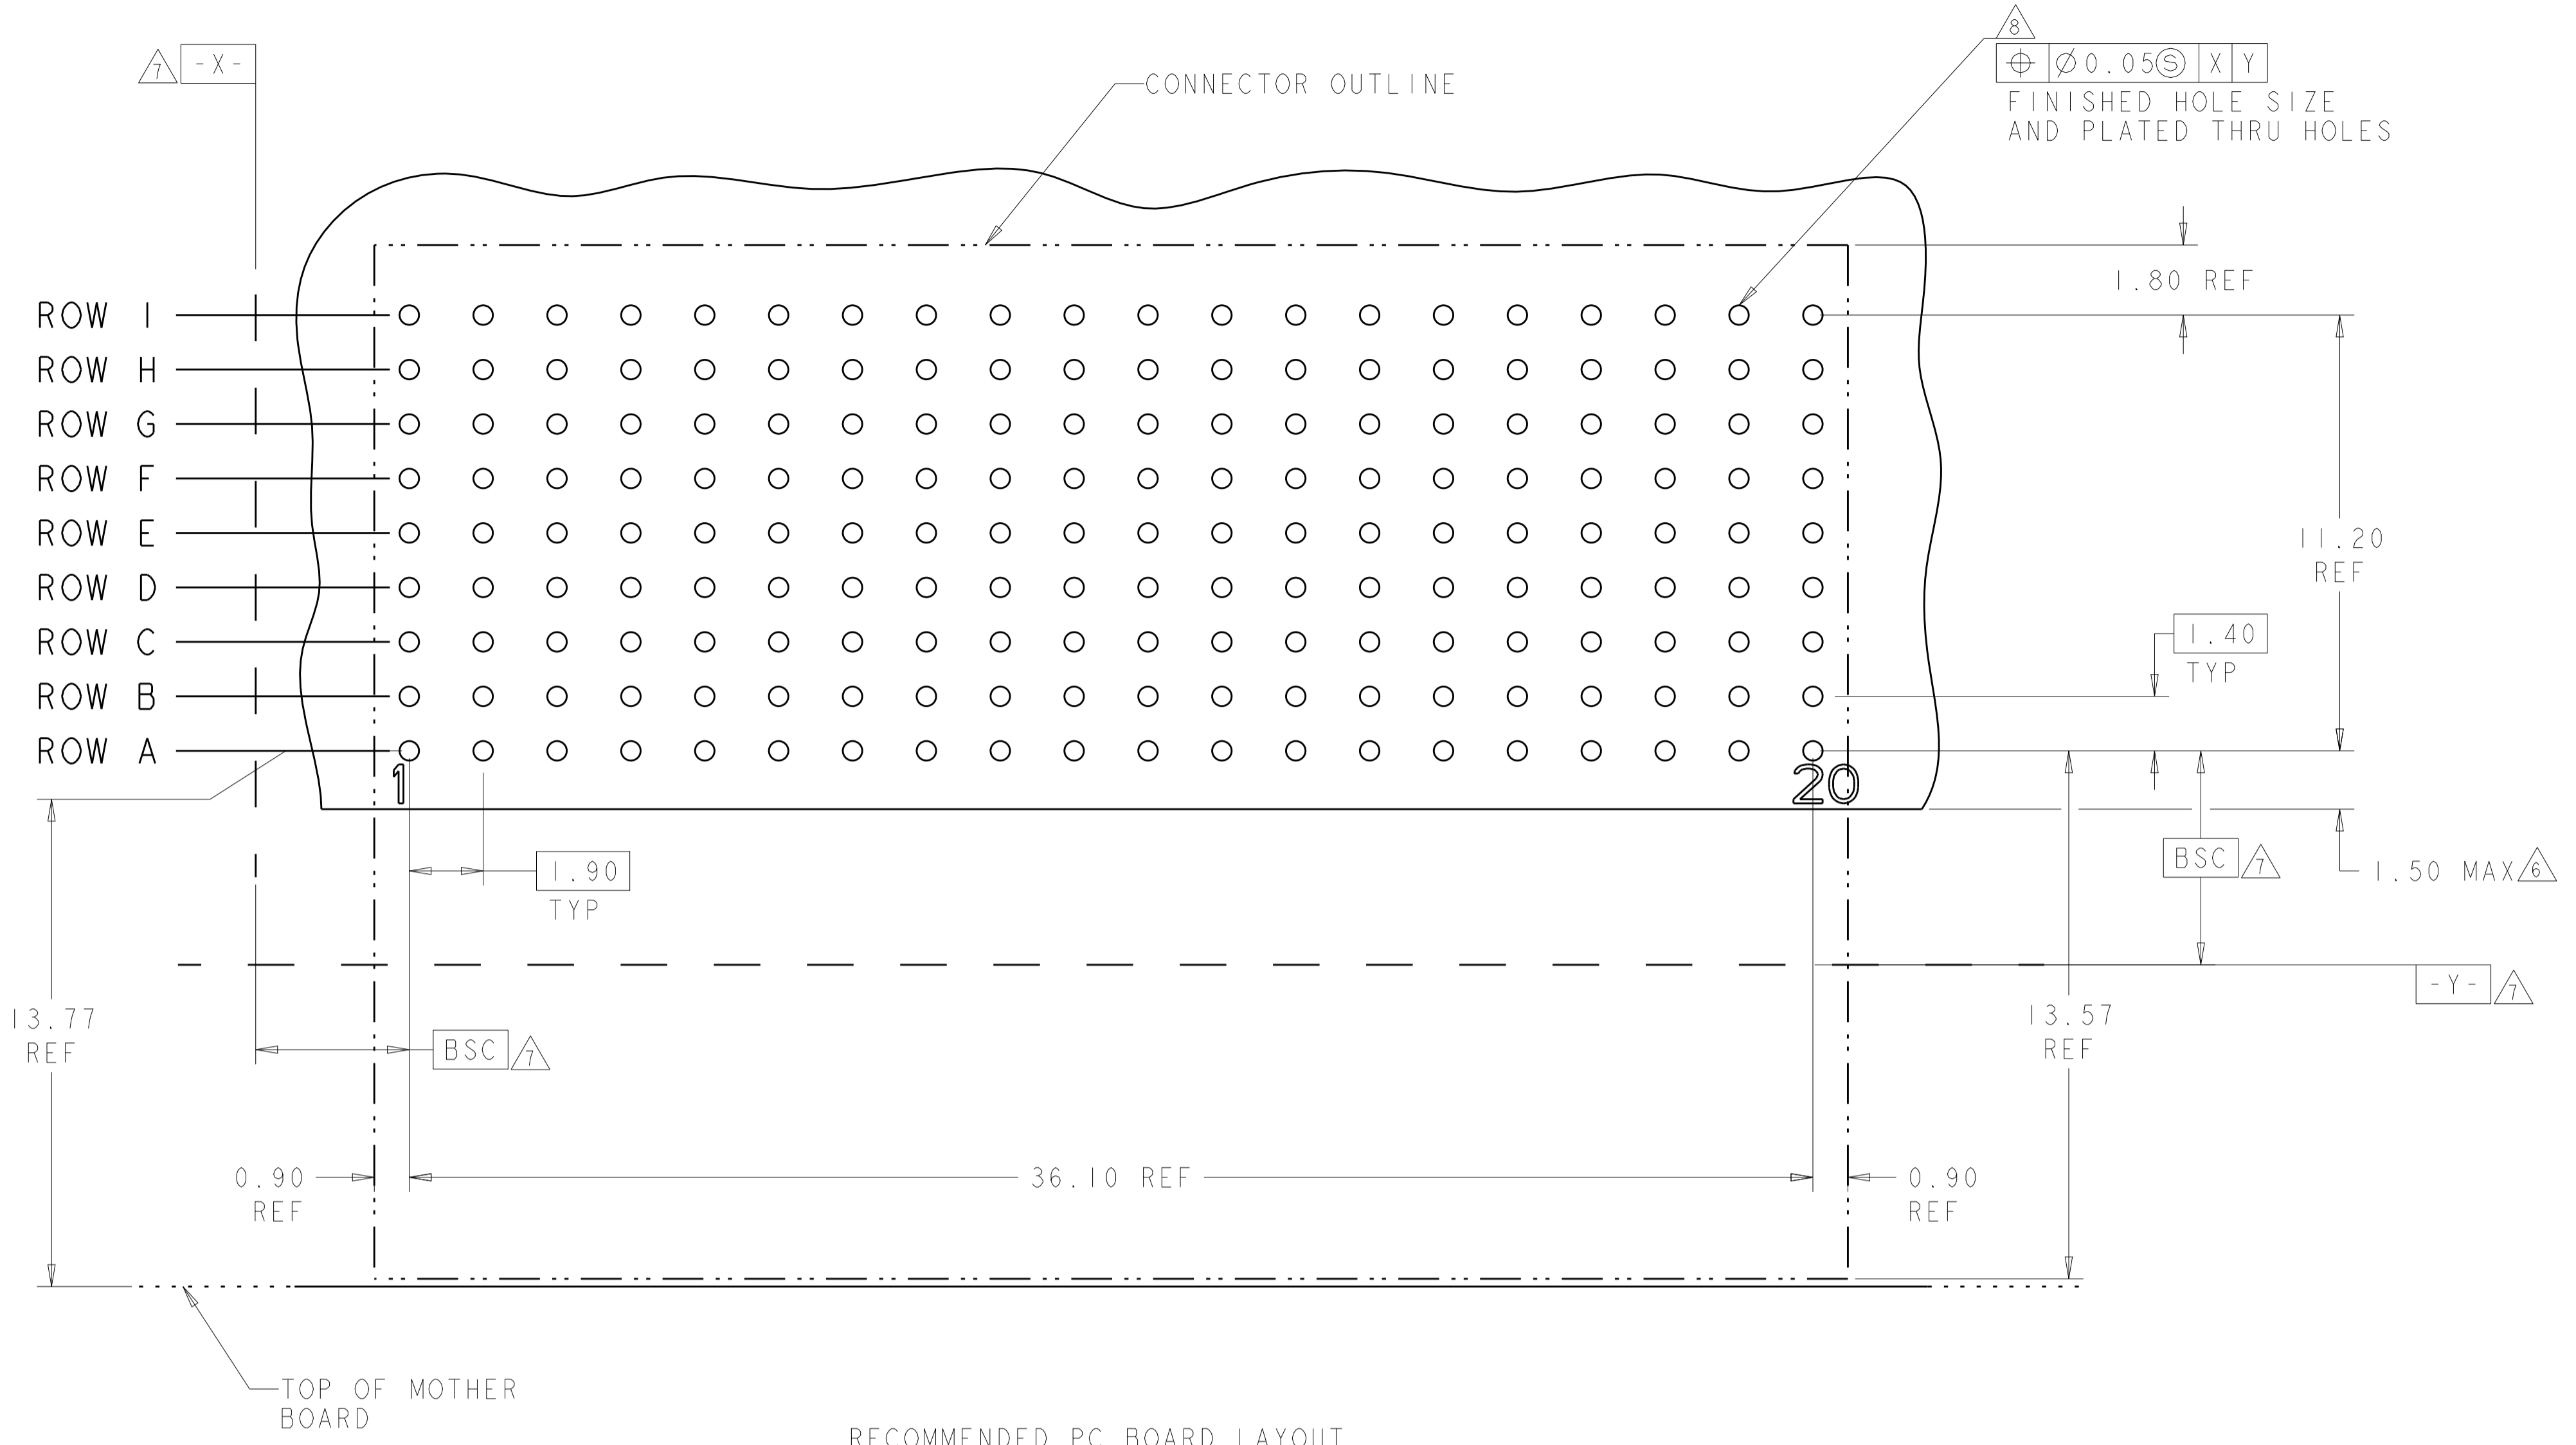 8
7 -X-
⌖ Ø0.05Ⓢ X Y
CONNECTOR OUTLINE
FINISHED HOLE SIZE
AND PLATED THRU HOLES
1.80 REF
ROW I
ROW H
ROW G
ROW F
ROW E
ROW D
ROW C
ROW B
ROW A
11.20
REF
1.40
TYP
1
20
1.90
TYP
BSC 7
1.50 MAX 6
-Y- 7
13.77
REF
BSC 7
13.57
REF
0.90
REF
36.10 REF
0.90
REF
TOP OF MOTHER
BOARD
RECOMMENDED PC BOARD LAYOUT